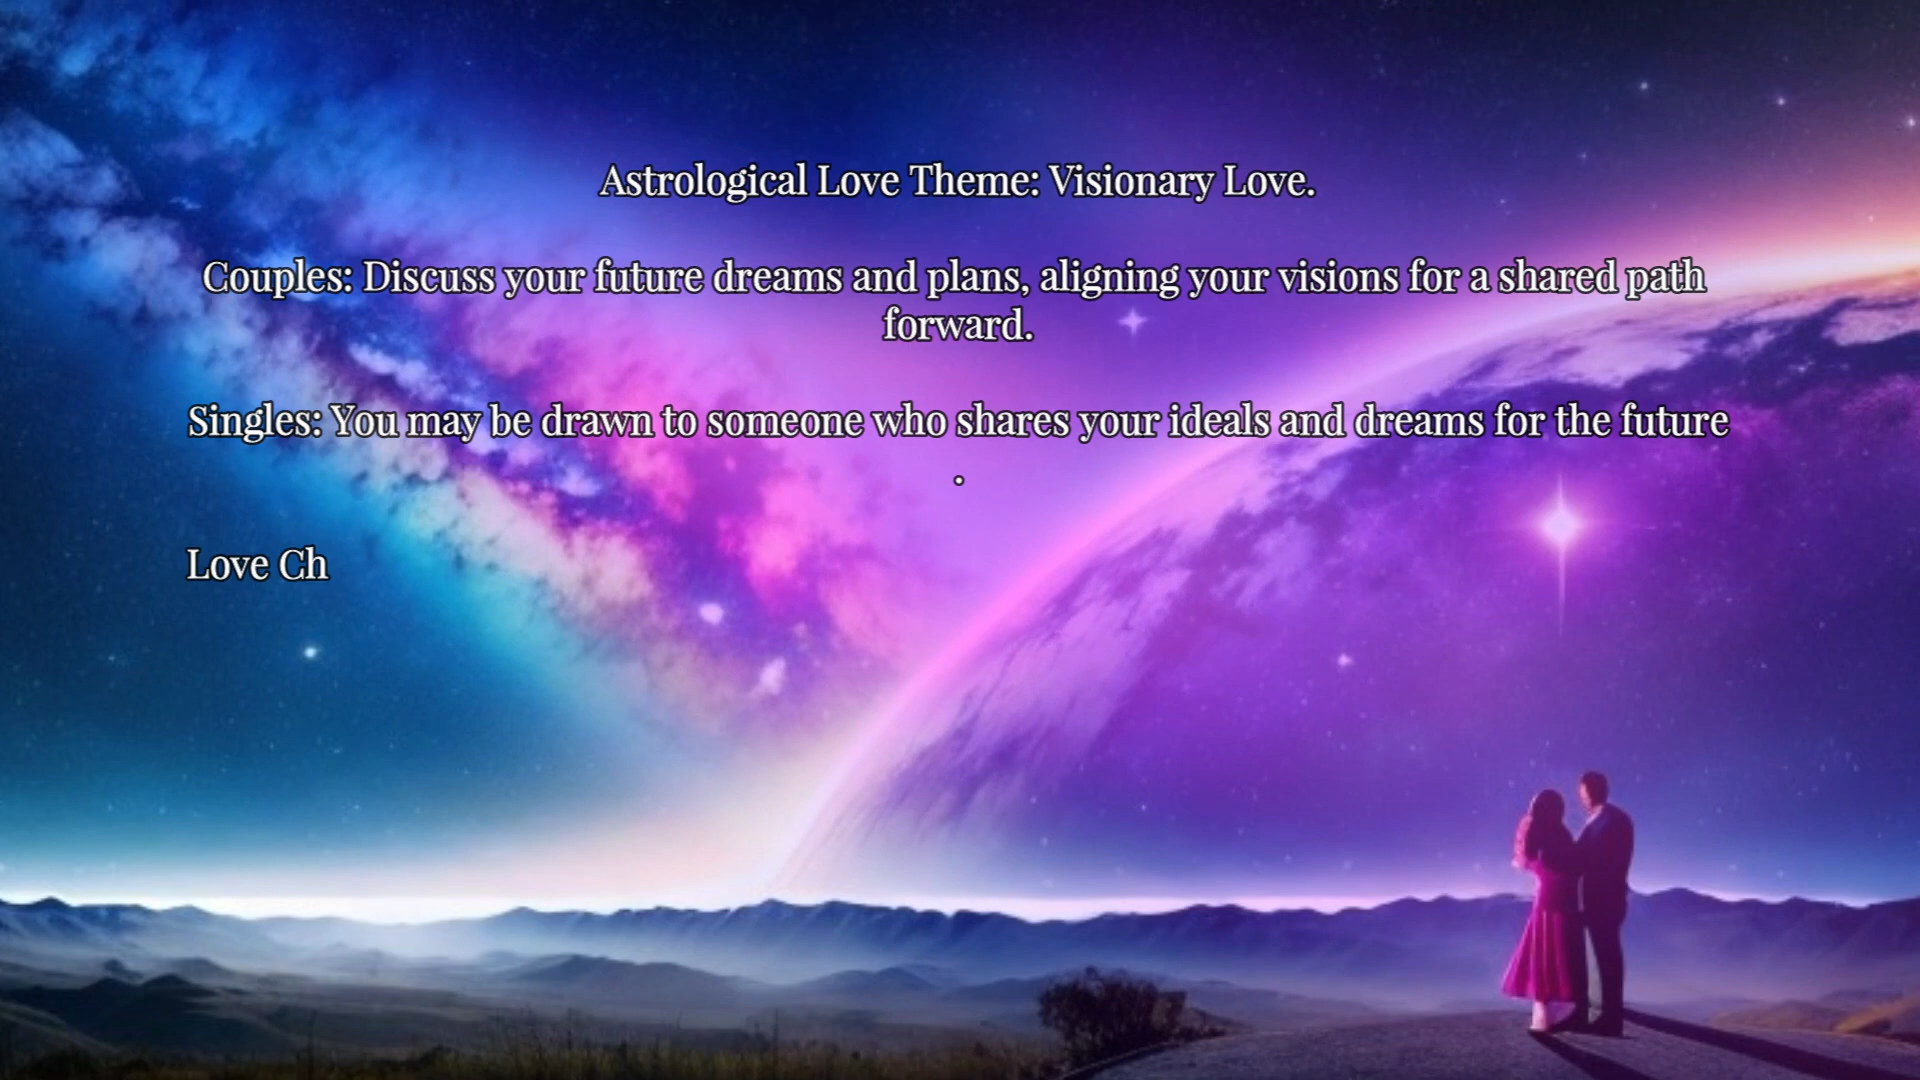 Astrological Love Theme: Visionary Love.
Couples: Discuss your future dreams and plans, aligning your visions for a shared path
forward.
Singles: You may be drawn to someone who shares your ideals and dreams for the future
.
Love Ch